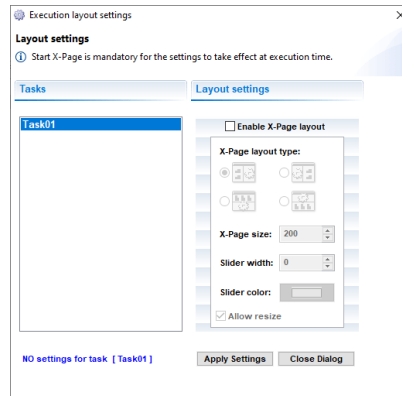 Execution layout settings
Layout settings
Start X-Page is mandatory for the settings to take effect at execution time.
Tasks
Layout settings
Task01
Enable X-Page layout
X-Page layout type:
X-Page size: 200
Slider width: 0
Slider color:
Allow resize
NO settings for task [ Task01 ]
Apply Settings
Close Dialog